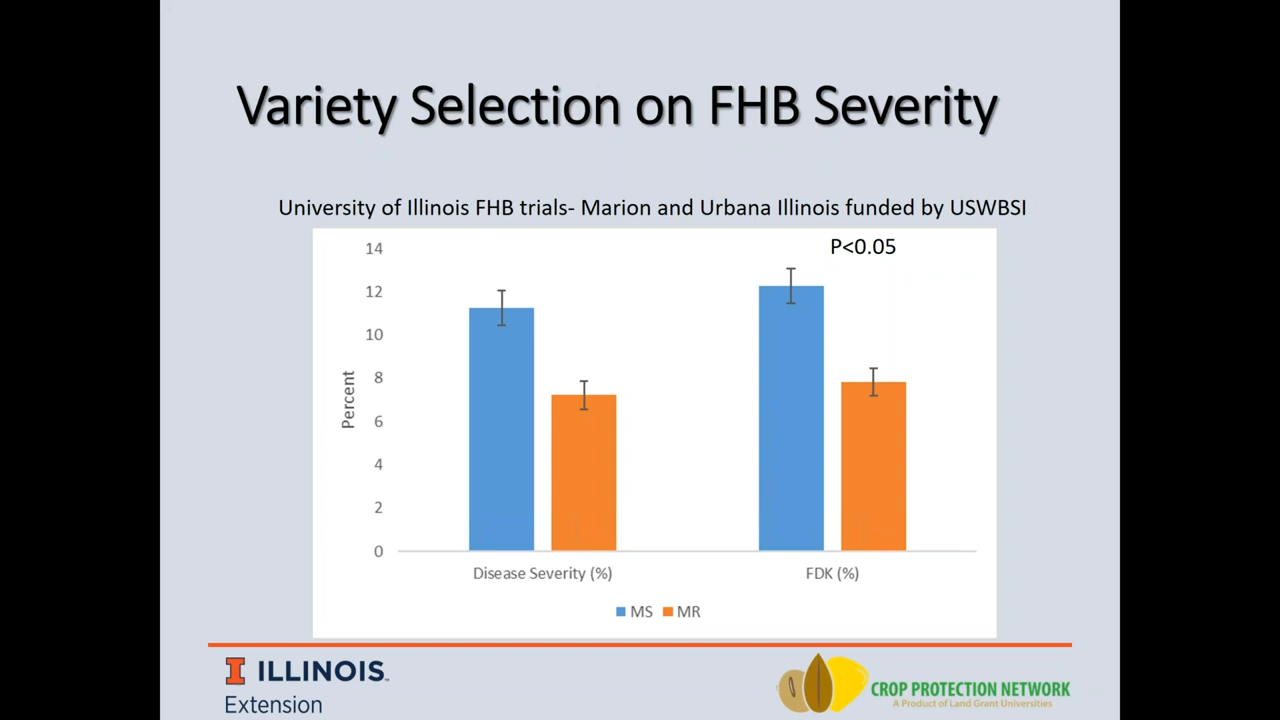 Variety Selection on FHB Severity
University of Illinois FHB trials- Marion and Urbana Illinois funded by USWBSI
P<0.05
14
12
10
8
6
4
2
0
Percent
Disease Severity (%)
FDK (%)
MS MR
I ILLINOIS
Extension
CROP PROTECTION NETWORK
A Product of Land Grant Universities